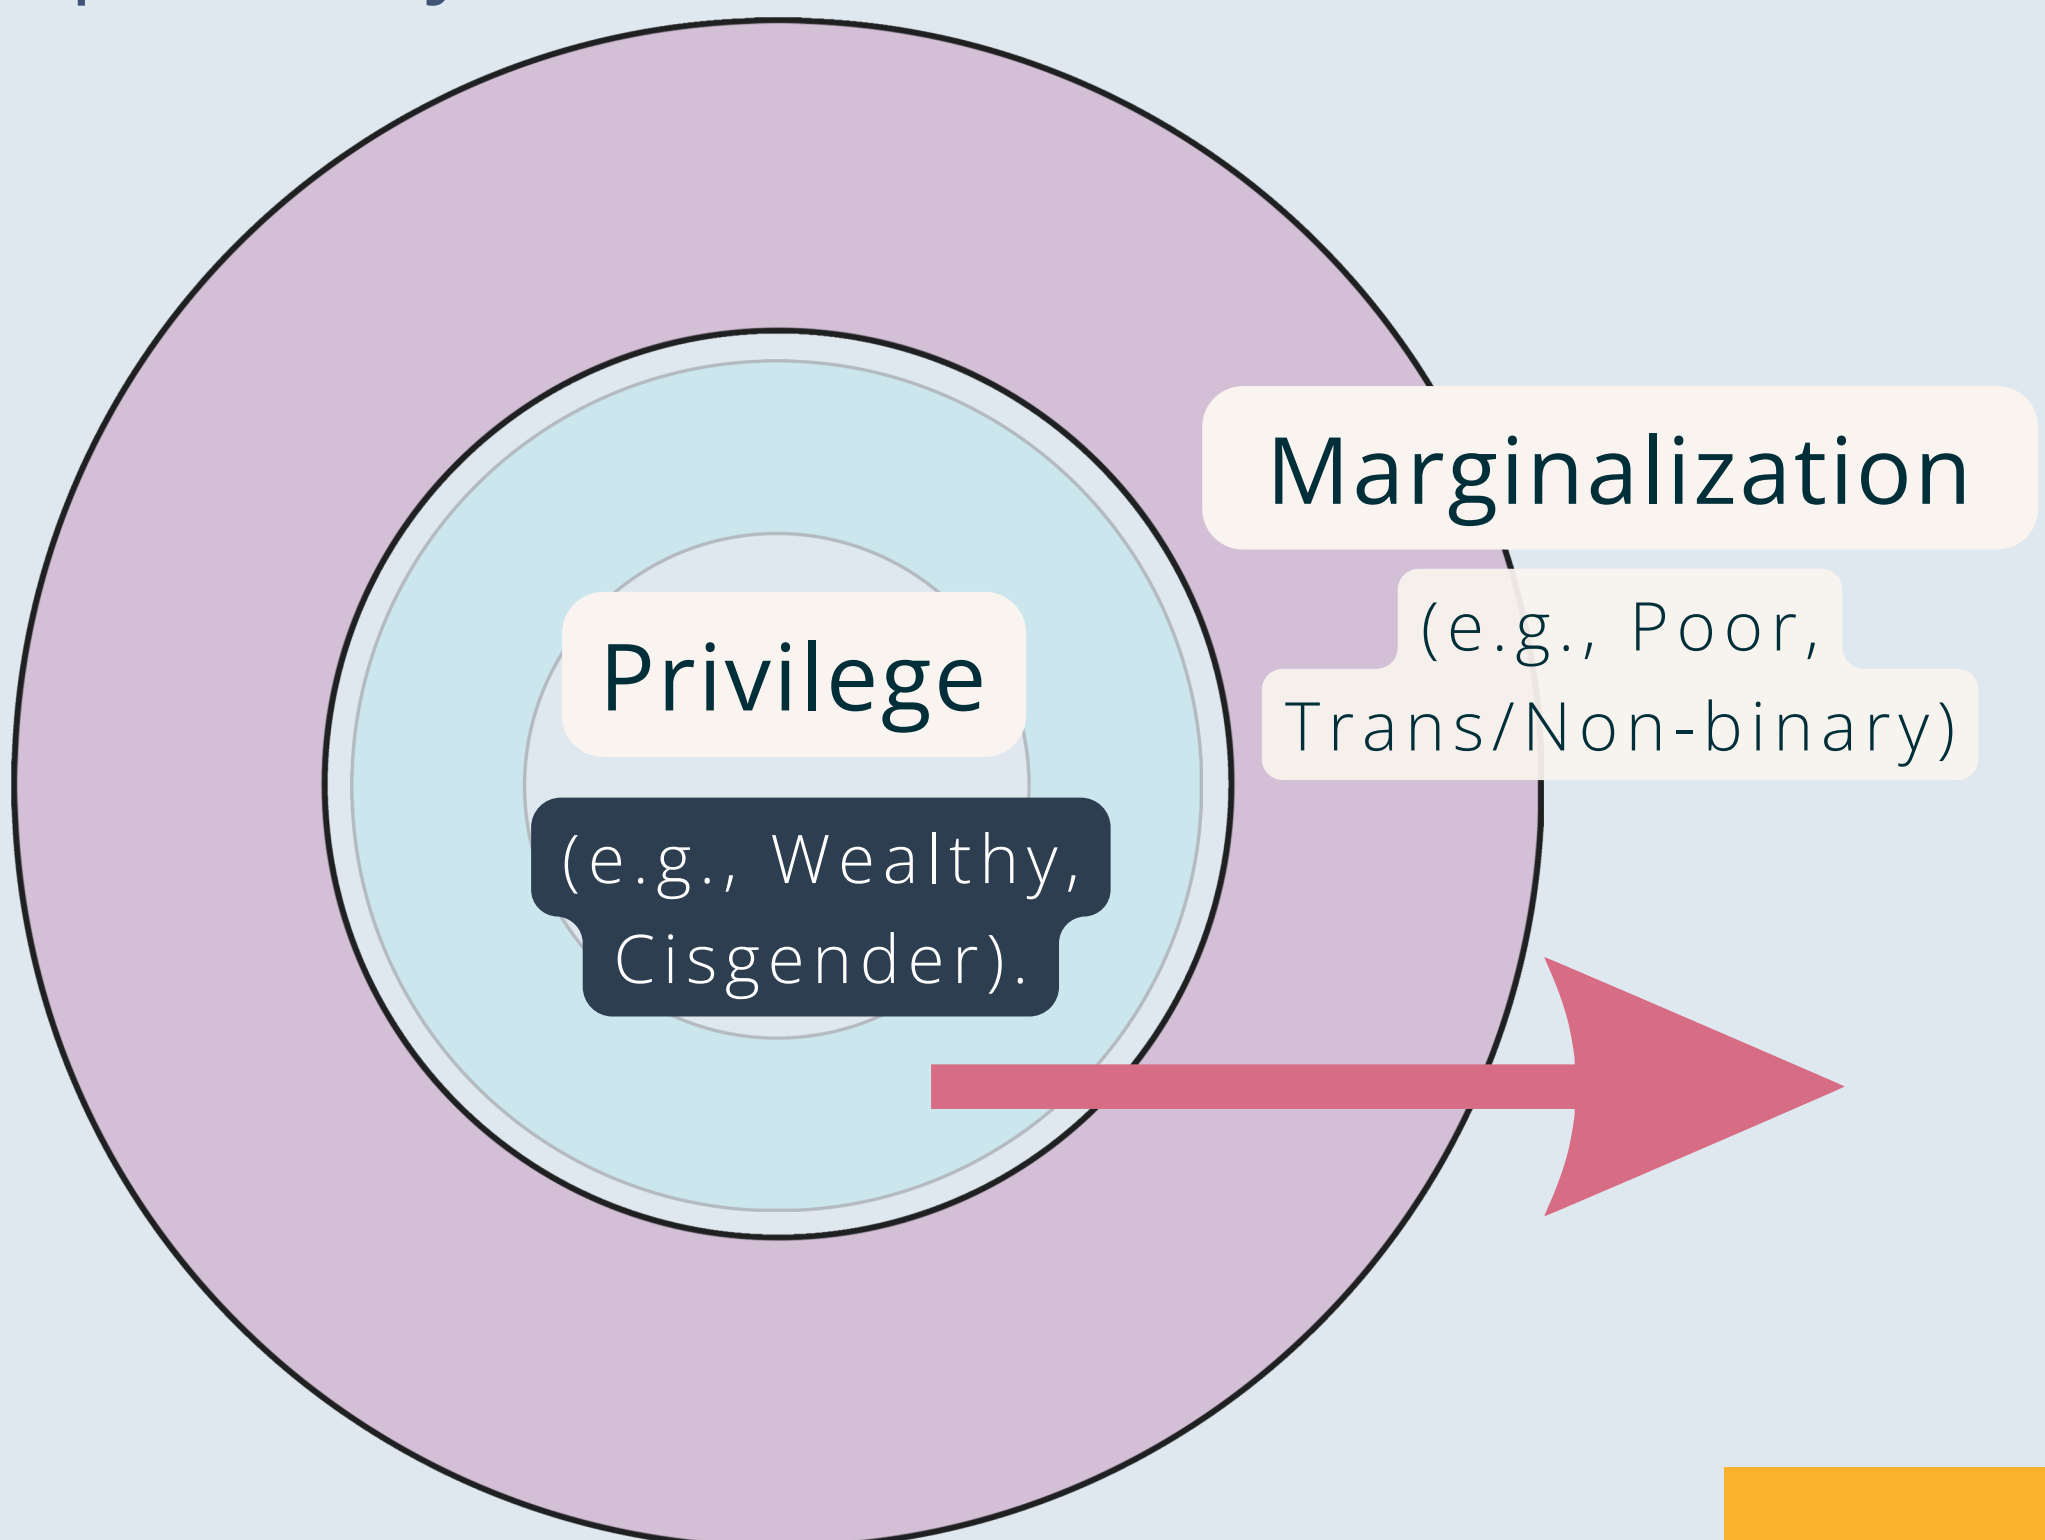 Marginalization
(e.g., Poor,
Trans/Non-binary)
Privilege
(e.g., Wealthy,
Cisgender).